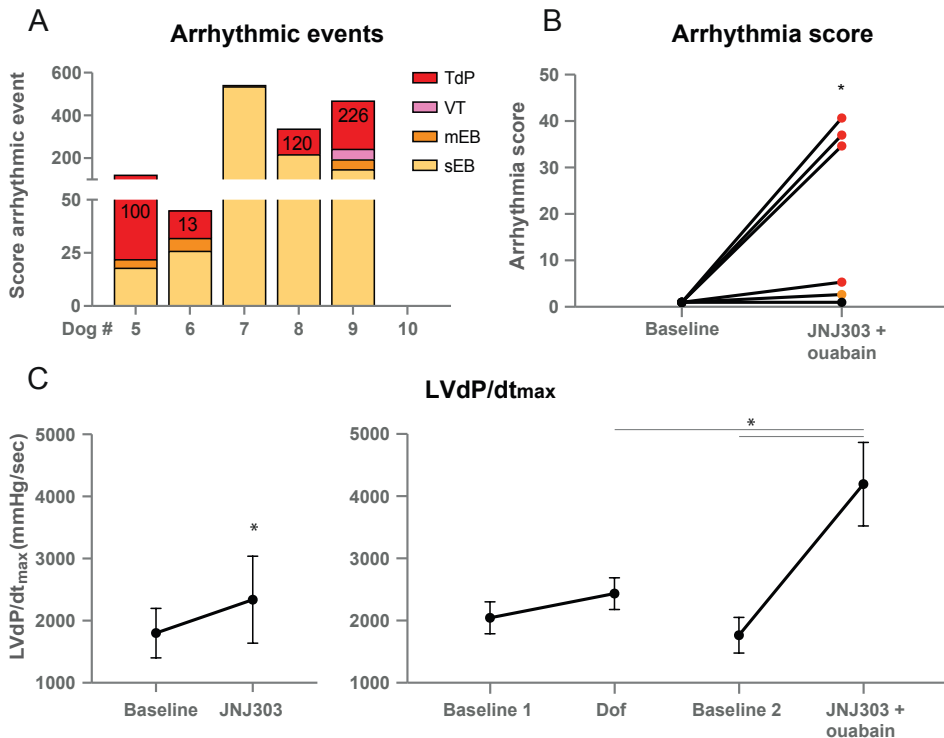 A
Arrhythmic events
Score arrhythmic event
600
400
200
50
25
0
100
13
120
226
TdP
VT
mEB
sEB
Dog # 5 6 7 8 9 10
B
Arrhythmia score
Arrhythmia score
50
40
30
20
10
0
*
Baseline
JNJ303 +
ouabain
C
LVdP/dtmax
LVdP/dtmax (mmHg/sec)
5000
4000
3000
2000
1000
*
Baseline JNJ303
5000
4000
3000
2000
1000
*
Baseline 1 Dof Baseline 2 JNJ303 +
ouabain